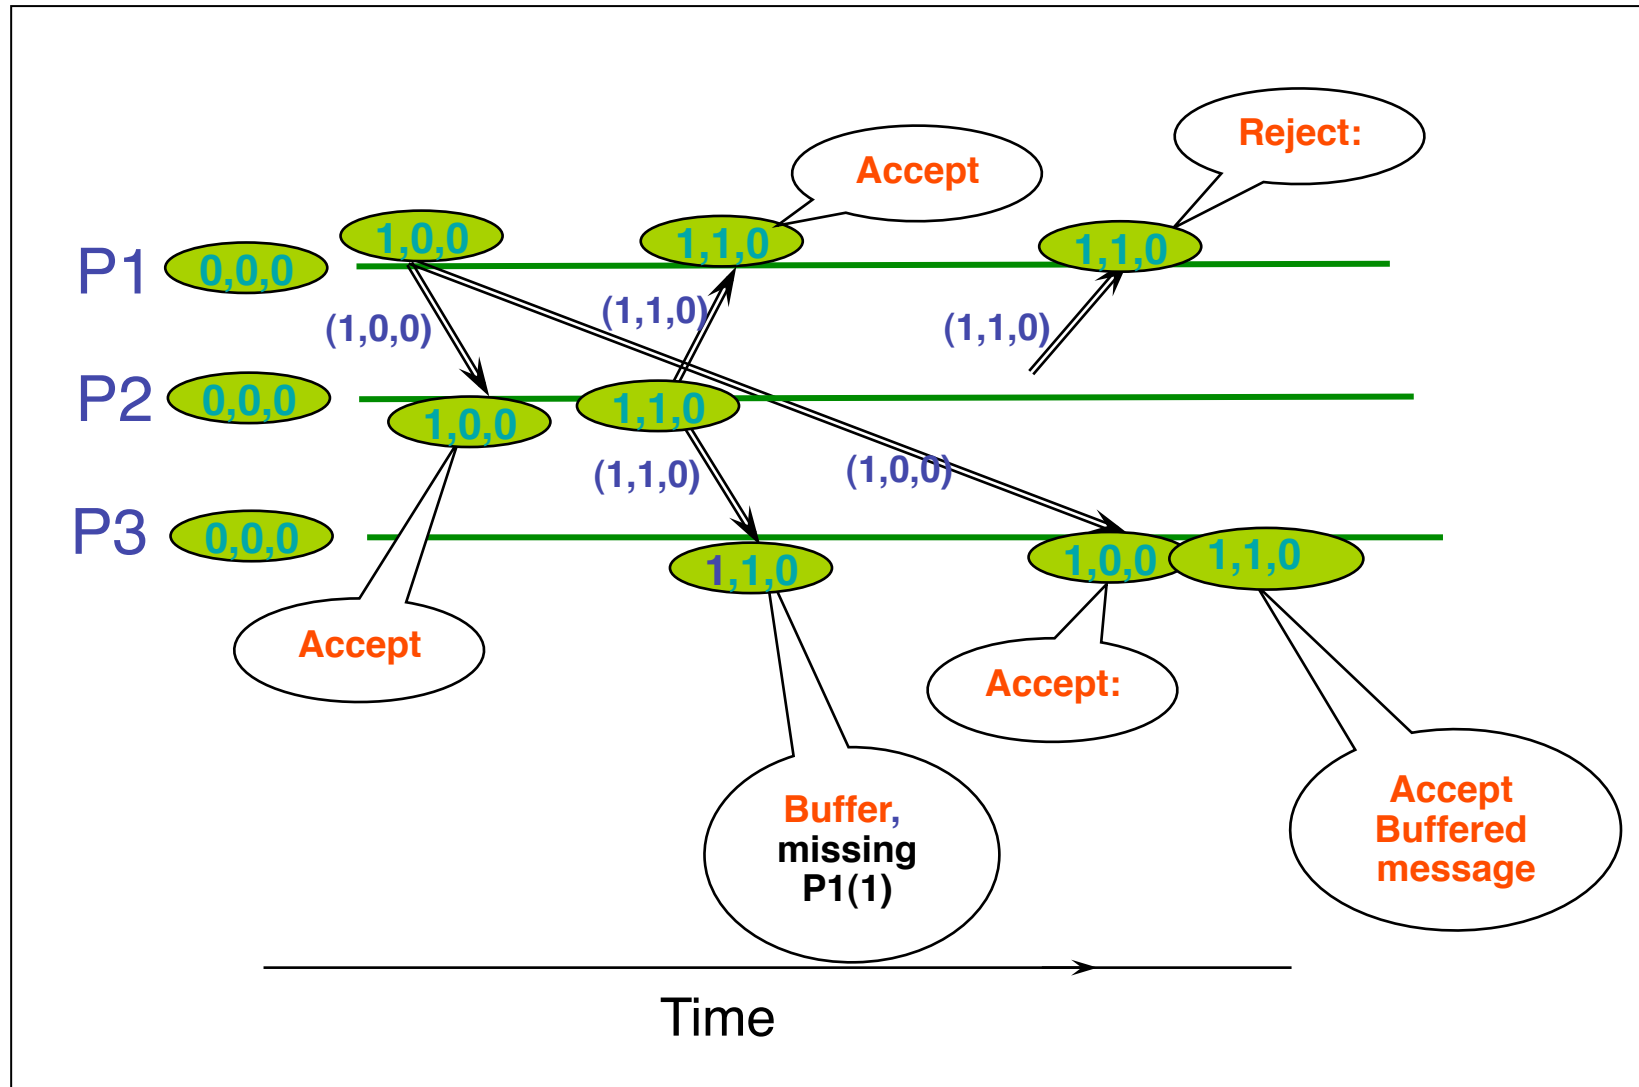 Reject:
Accept
P1
0,0,0
1,0,0
1,1,0
1,1,0
(1,0,0)
(1,1,0)
(1,1,0)
P2
0,0,0
1,0,0
1,1,0
(1,1,0)
(1,0,0)
P3
0,0,0
1,1,0
1,0,0
1,1,0
Accept
Accept:
Buffer,
missing
P1(1)
Accept
Buffered
message
Time